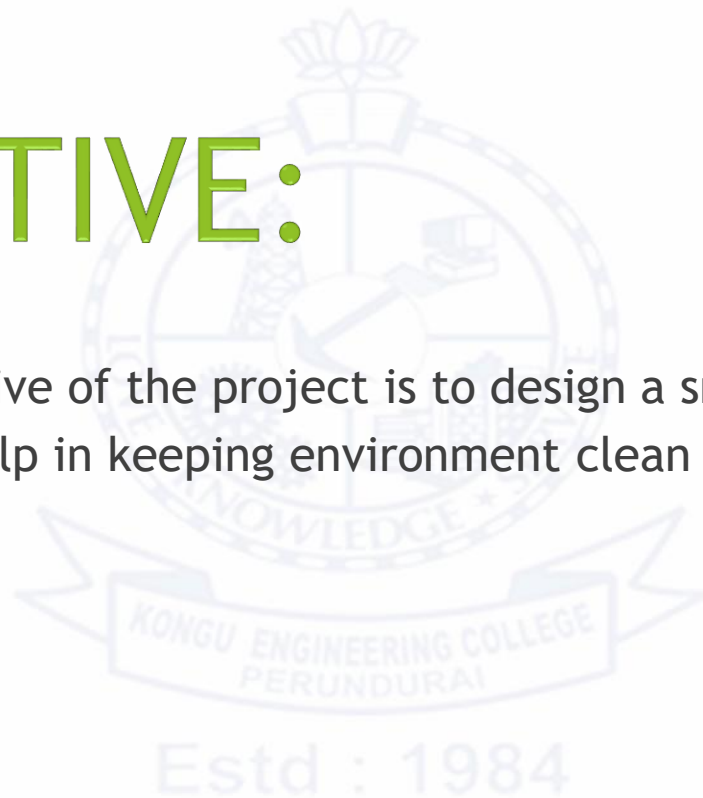 TIVE:
ive of the project is to design a sm
lp in keeping environment clean
KNOWLEDGE
KONGU ENGINEERING COLLEGE
PERUNDURAI
Estd : 1984